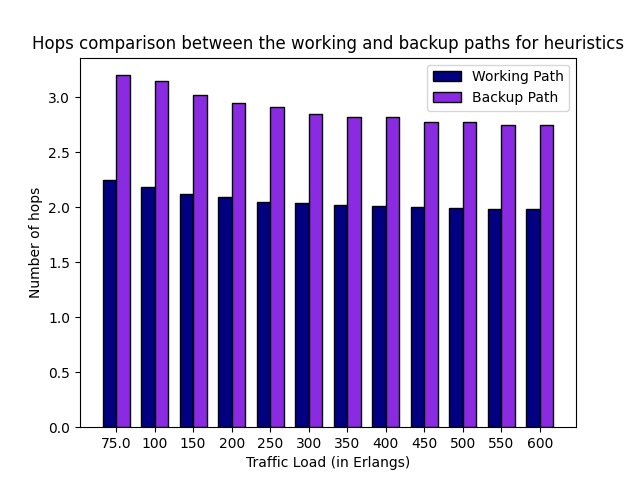 Hops comparison between the working and backup paths for heuristics
Working Path
Backup Path
Number of hops
3.0
2.5
2.0
1.5
1.0
0.5
0.0
75.0 100 150 200 250 300 350 400 450 500 550 600
Traffic Load (in Erlangs)